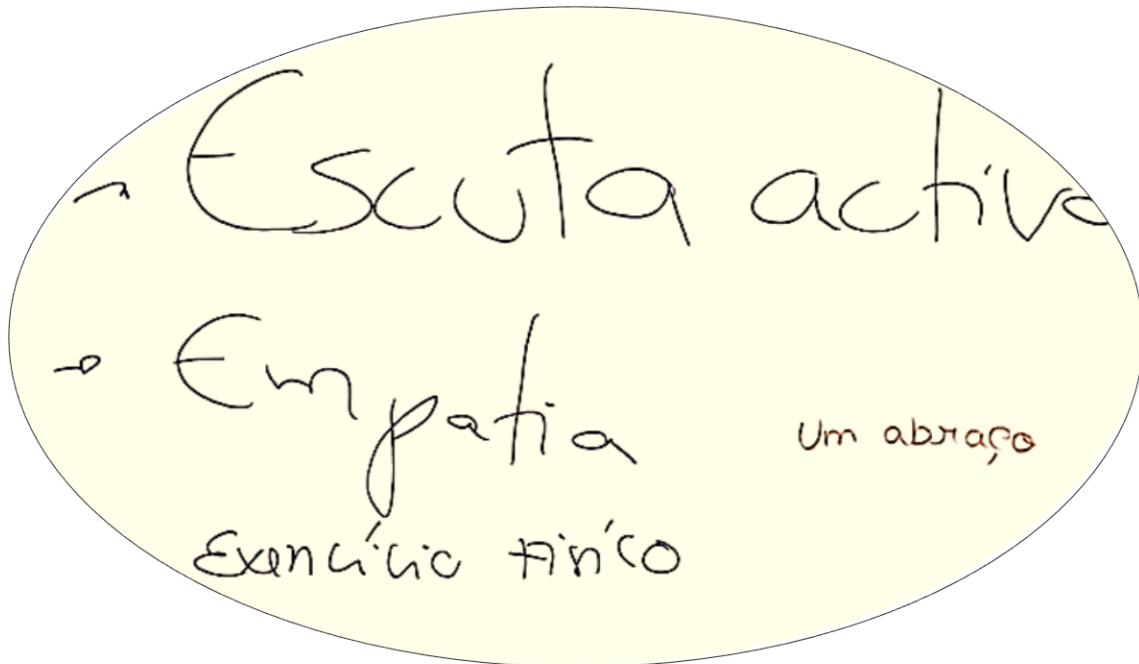 → Escuta activa
→ Empatia
Um abraço
Exercício físico